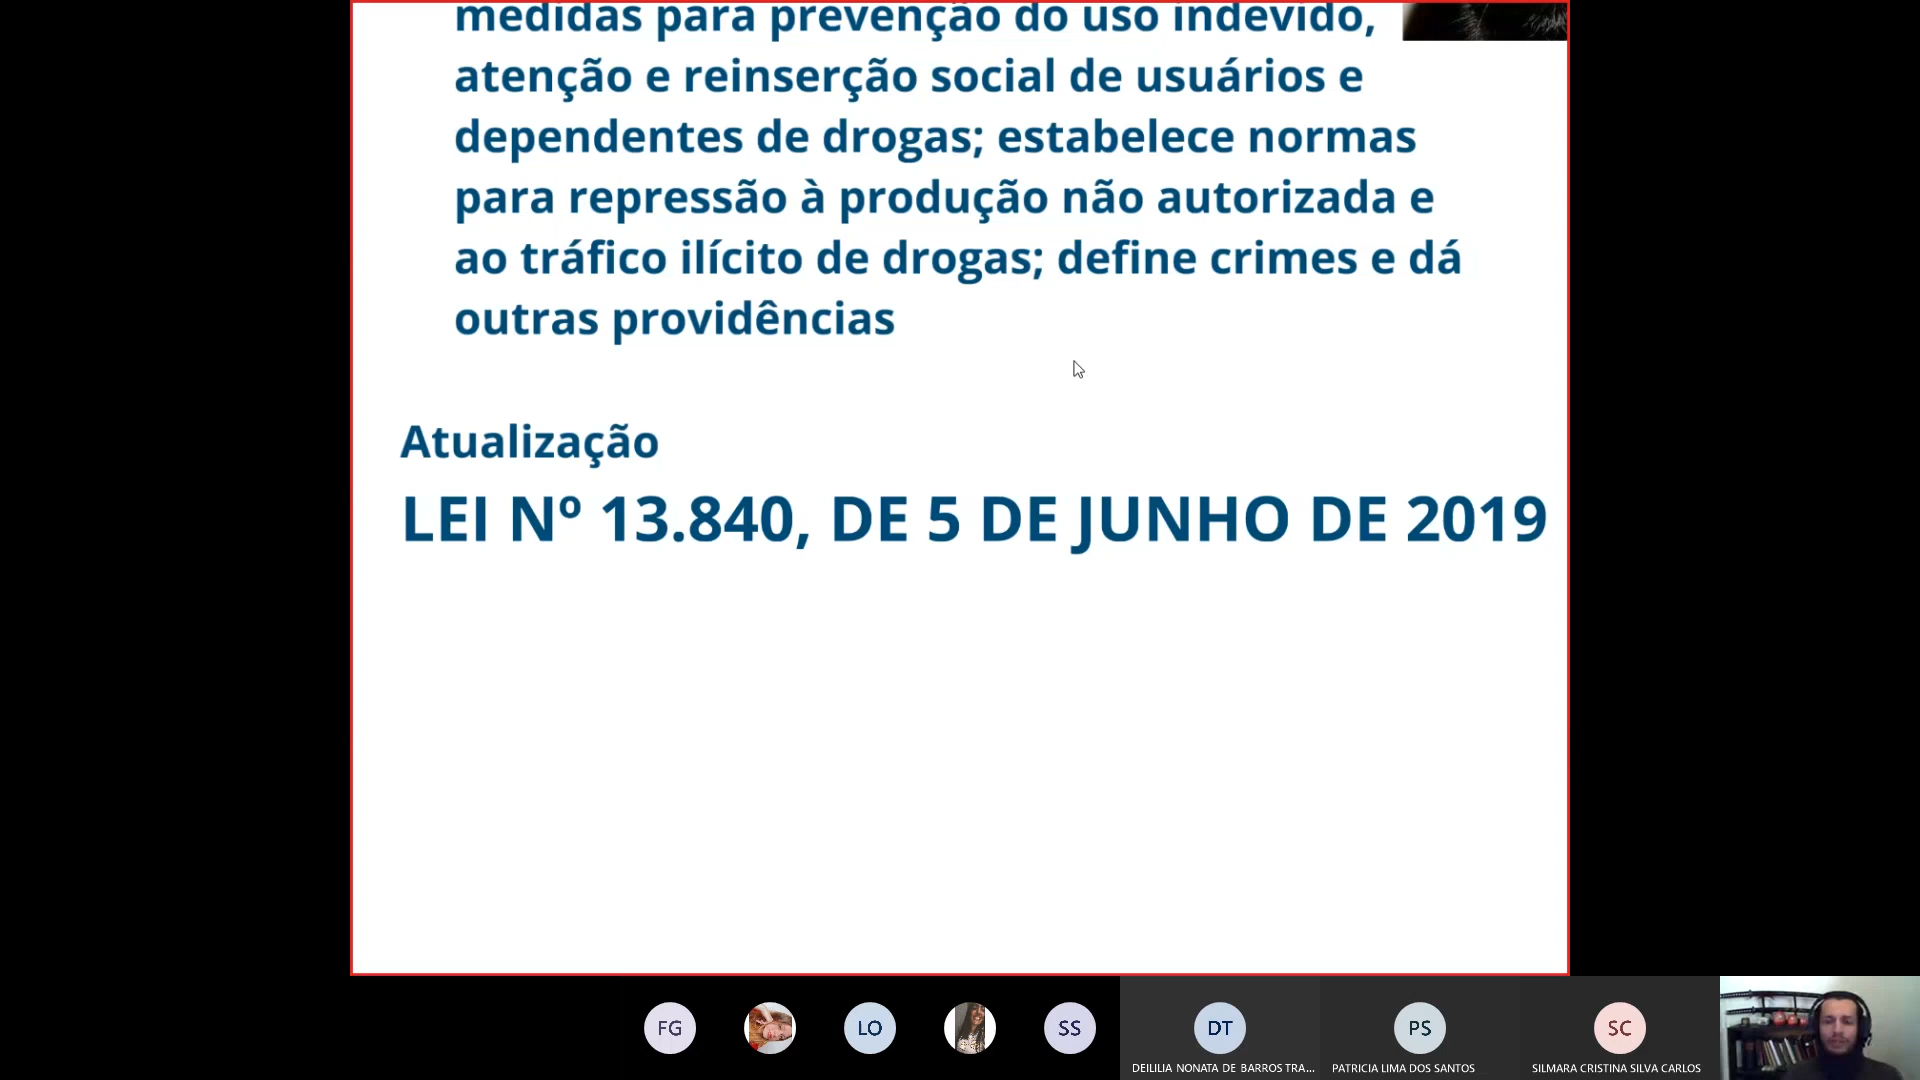 medidas para prevenção do uso indevido,
atenção e reinserção social de usuários e
dependentes de drogas; estabelece normas
para repressão à produção não autorizada e
ao tráfico ilícito de drogas; define crimes e dá
outras providências
Atualização
LEI Nº 13.840, DE 5 DE JUNHO DE 2019
FG
LO
SS
DT
PS
SC
DEILILIA NONATA DE BARROS TRA...
PATRICIA LIMA DOS SANTOS
SILMARA CRISTINA SILVA CARLOS